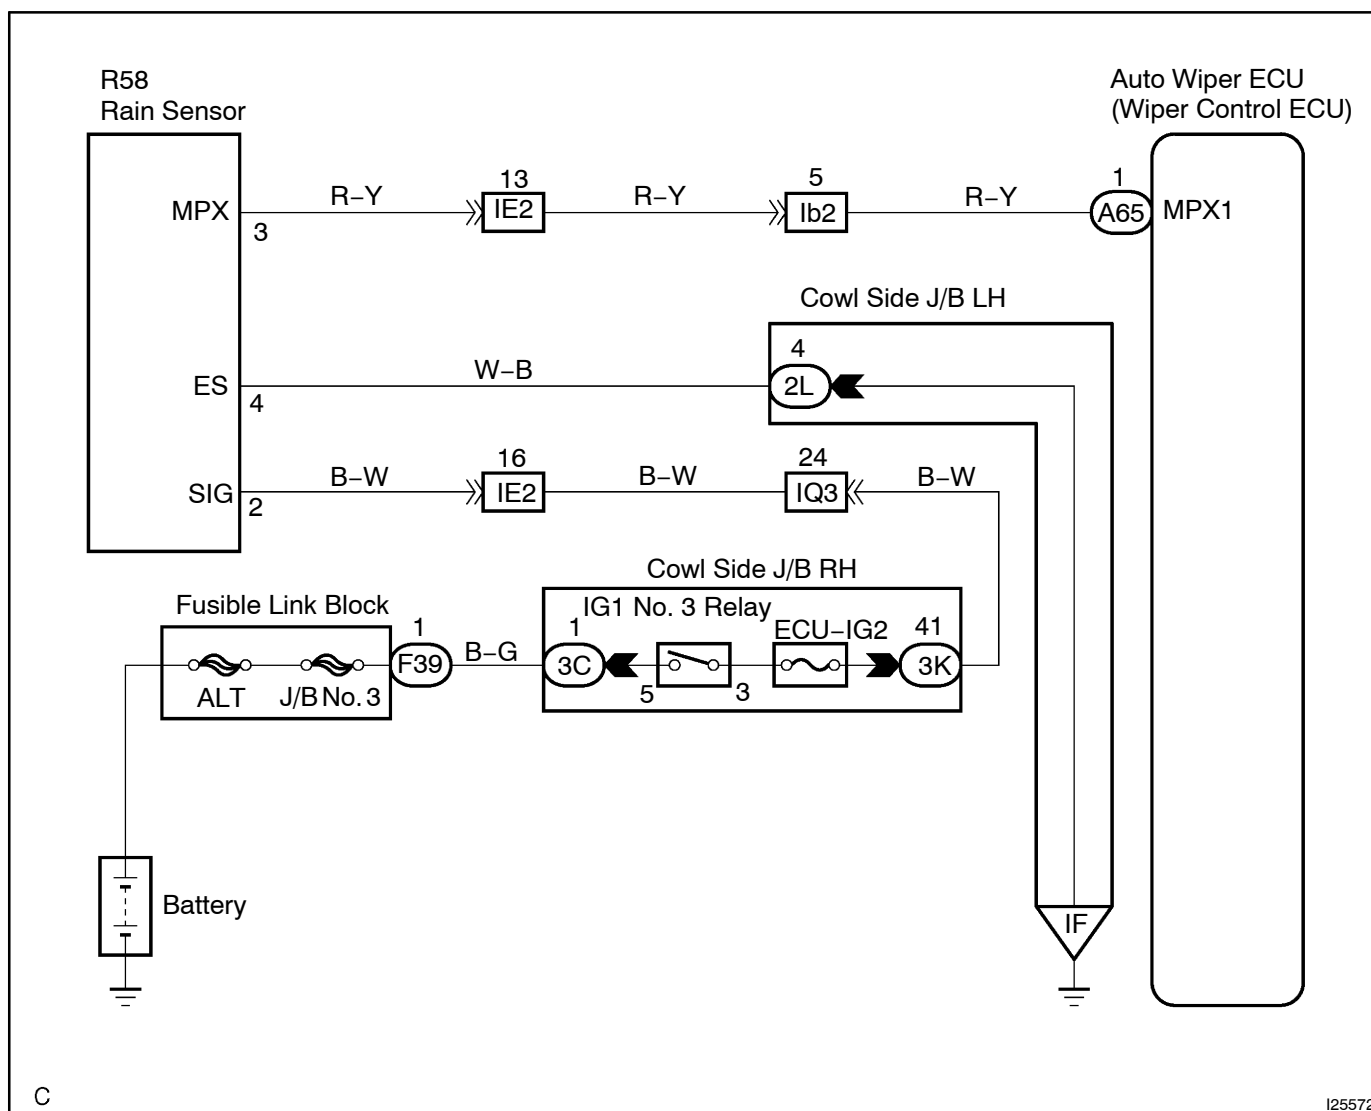 R58
Rain Sensor
Auto Wiper ECU
(Wiper Control ECU)
MPX
3
R–Y
13
IE2
R–Y
5
Ib2
R–Y
1
A65
MPX1
Cowl Side J/B LH
ES
4
W–B
4
2L
SIG
2
B–W
16
IE2
B–W
24
IQ3
B–W
Cowl Side J/B RH
Fusible Link Block
IG1 No. 3 Relay
ALT
J/B No. 3
1
F39
B–G
1
3C
5
3
ECU–IG2
41
3K
Battery
IF
C
I25572